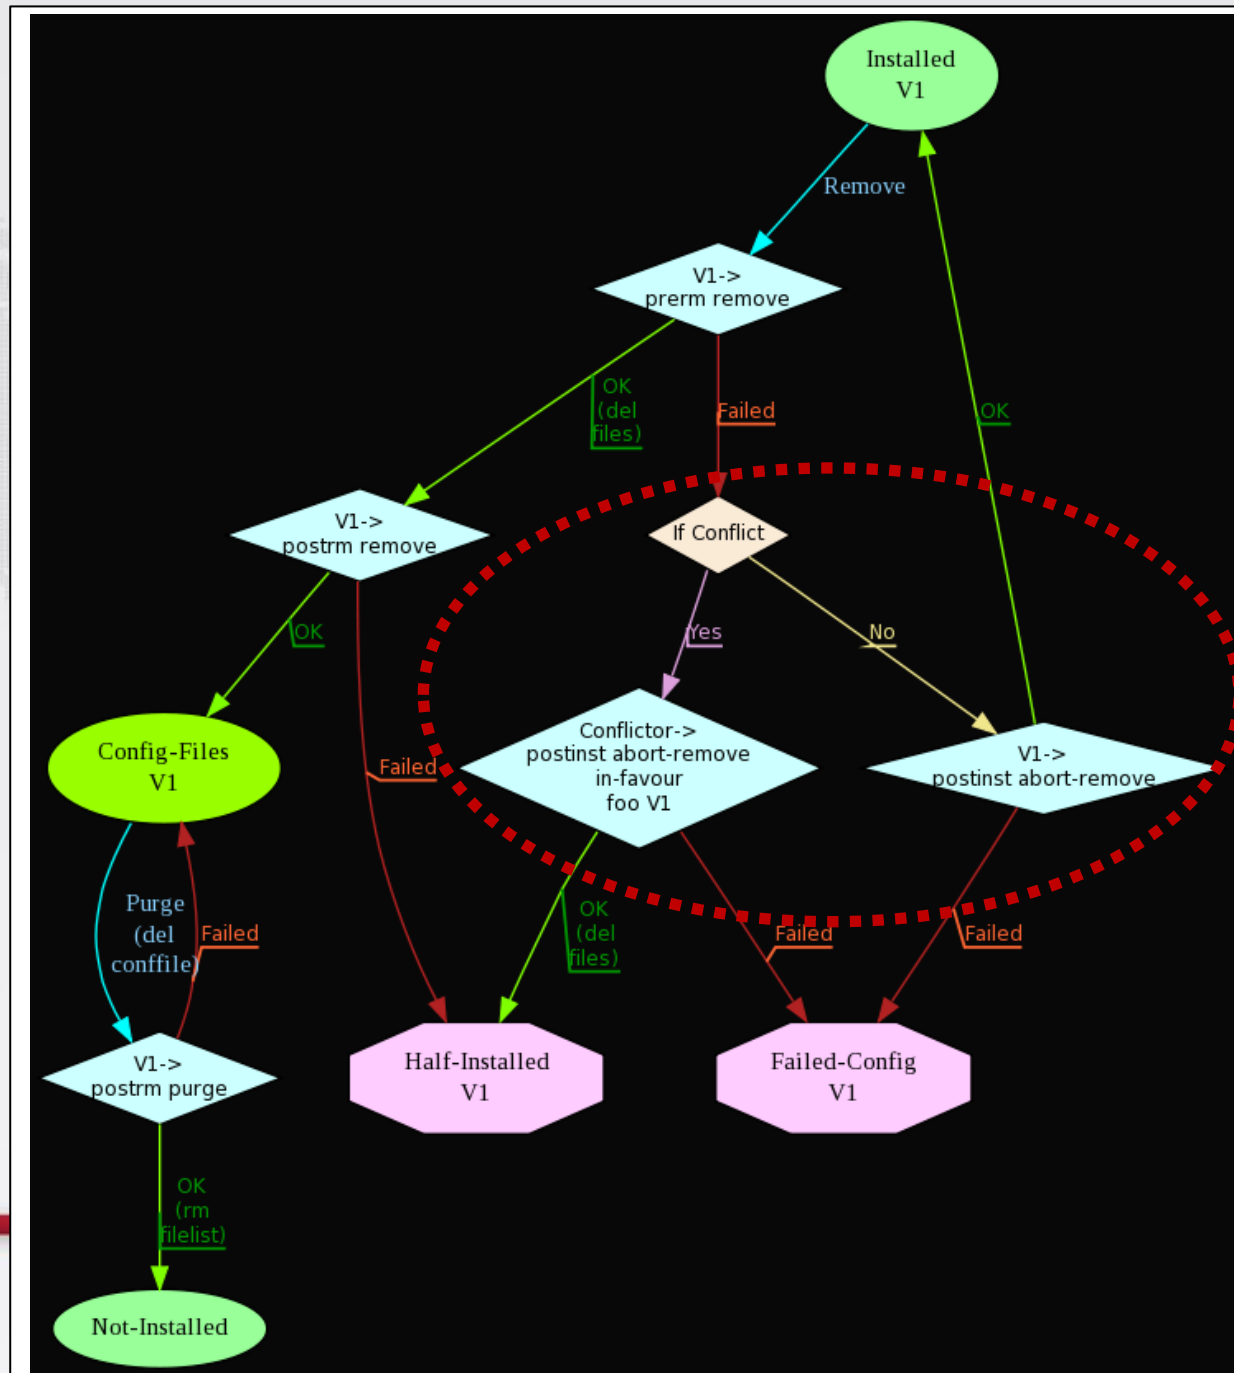 Installed
V1
Remove
V1->
prerm remove
OK
(del
files)
Failed
OK
If Conflict
V1->
postrm remove
OK
Yes
No
Config-Files
V1
Failed
Conflictor->
postinst abort-remove
in-favour
foo V1
V1->
postinst abort-remove
Purge
(del
conffile)
Failed
OK
(del
files)
Failed
Failed
V1->
postrm purge
Half-Installed
V1
Failed-Config
V1
OK
(rm
filelist)
Not-Installed